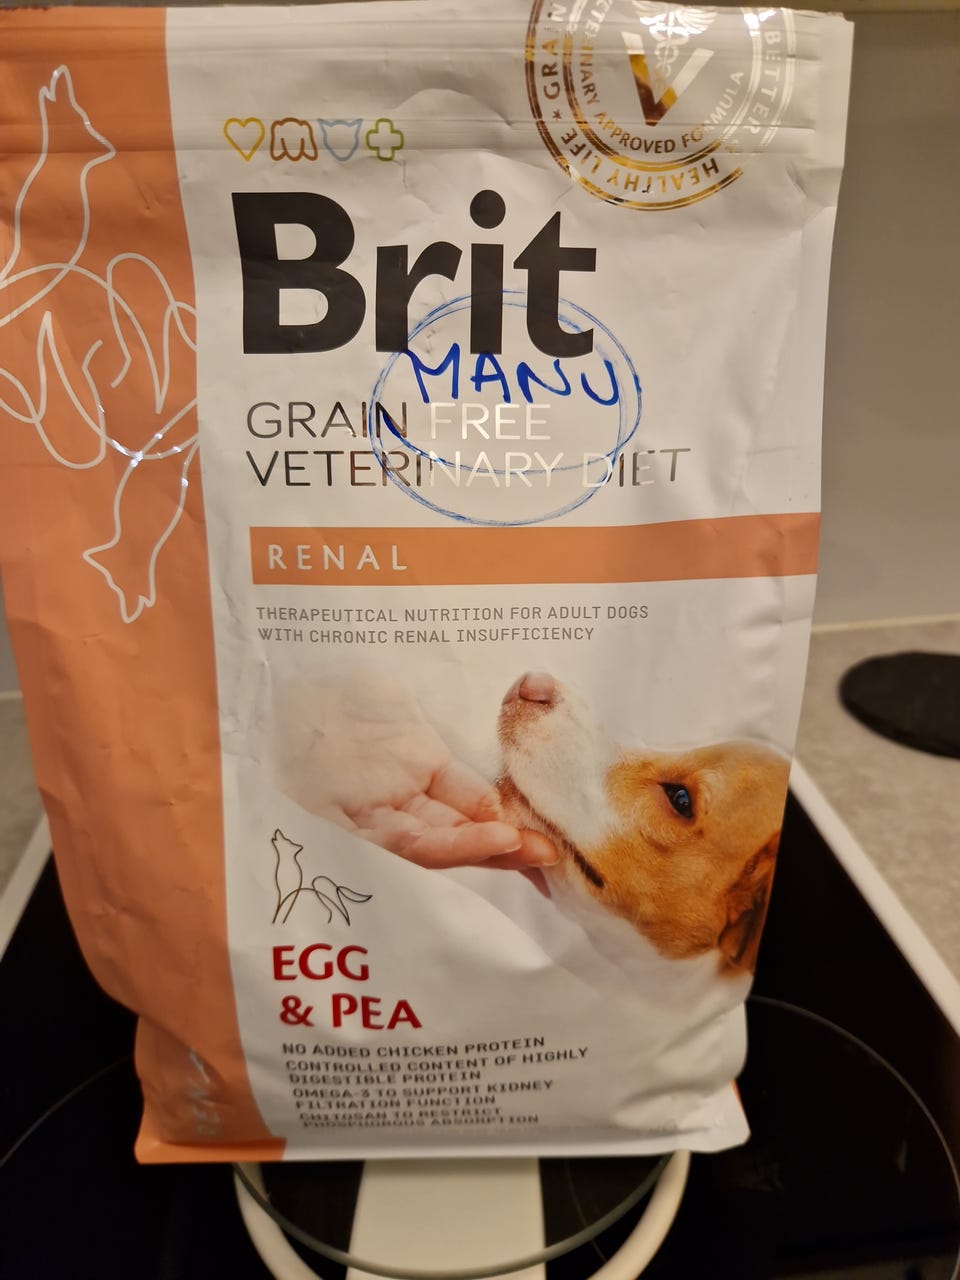 GRAIN
VETERINARY APPROVED FORMULA
BETTER &
HEALTHY LIFE *
V
Brit
MANU
GRAIN FREE
VETERINARY DIET
RENAL
THERAPEUTICAL NUTRITION FOR ADULT DOGS
WITH CHRONIC RENAL INSUFFICIENCY
EGG
& PEA
NO ADDED CHICKEN PROTEIN
CONTROLLED CONTENT OF HIGHLY
DIGESTIBLE PROTEIN
OMEGA-3 TO SUPPORT KIDNEY
FILTRATION FUNCTION
CHITOSAN TO RESTRICT
PHOSPHOROUS ABSORPTION